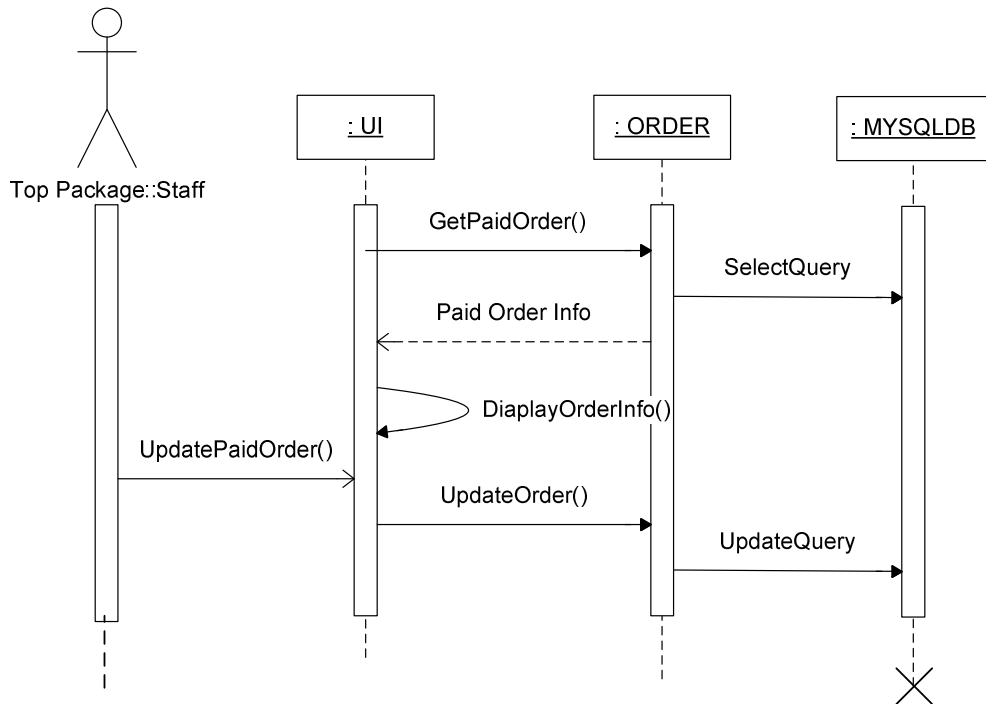 : UI
: ORDER
: MYSQLDB
Top Package::Staff
GetPaidOrder()
SelectQuery
Paid Order Info
DiaplayOrderInfo()
UpdatePaidOrder()
UpdateOrder()
UpdateQuery